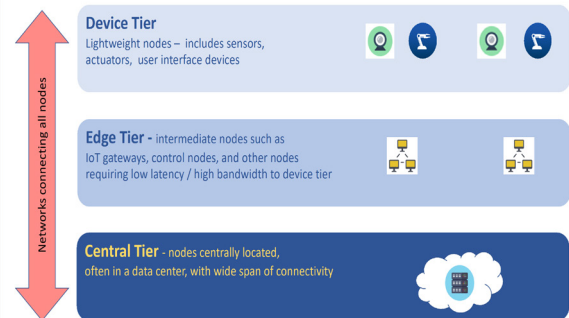 Device Tier
Lightweight nodes – includes sensors,
actuators, user interface devices
Networks connecting all nodes
Edge Tier - intermediate nodes such as
IoT gateways, control nodes, and other nodes
requiring low latency / high bandwidth to device tier
Central Tier - nodes centrally located,
often in a data center, with wide span of connectivity